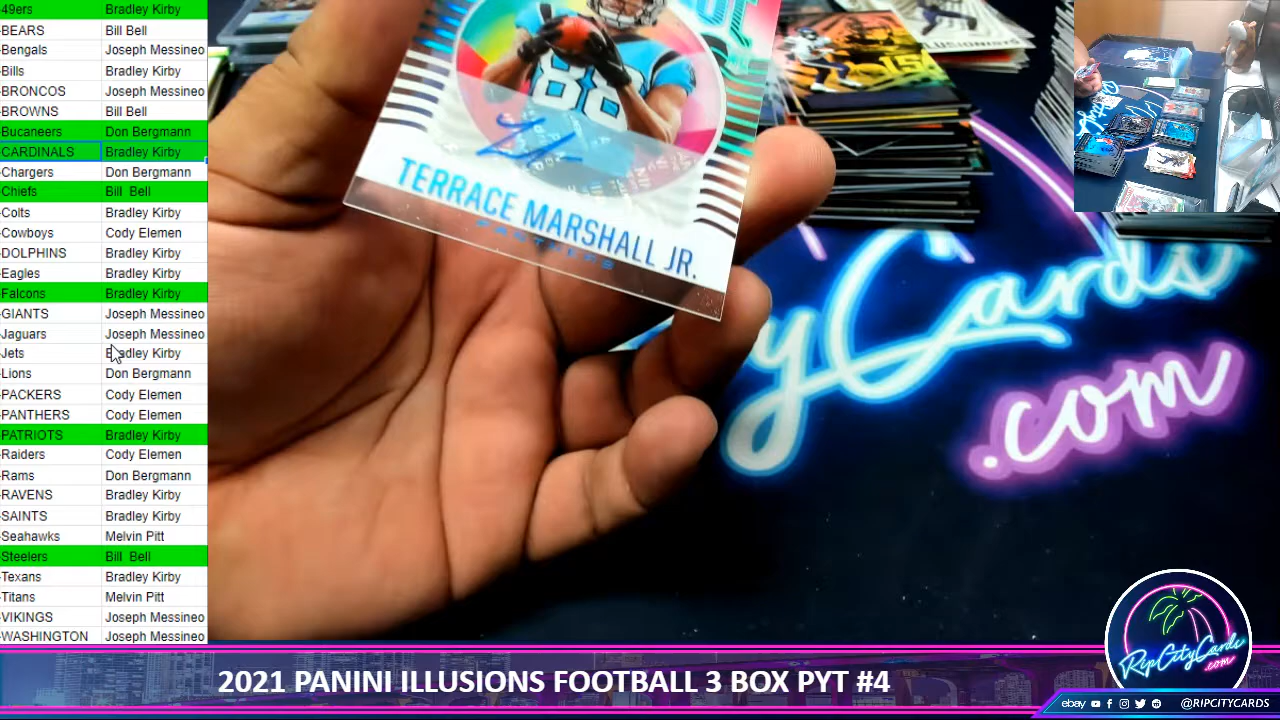 -49ers Bradley Kirby
-BEARS Bill Bell
-Bengals Joseph Messineo
-Bills Bradley Kirby
-BRONCOS Joseph Messineo
-BROWNS Bill Bell
-Bucaneers Don Bergmann
-CARDINALS Bradley Kirby
-Chargers Don Bergmann
-Chiefs Bill Bell
-Colts Bradley Kirby
-Cowboys Cody Elemen
-DOLPHINS Bradley Kirby
-Eagles Bradley Kirby
-Falcons Bradley Kirby
-GIANTS Joseph Messineo
-Jaguars Joseph Messineo
-Jets Bradley Kirby
-Lions Don Bergmann
-PACKERS Cody Elemen
-PANTHERS Cody Elemen
-PATRIOTS Bradley Kirby
-Raiders Cody Elemen
-Rams Don Bergmann
-RAVENS Bradley Kirby
-SAINTS Bradley Kirby
-Seahawks Melvin Pitt
-Steelers Bill Bell
-Texans Bradley Kirby
-Titans Melvin Pitt
-VIKINGS Joseph Messineo
-WASHINGTON Joseph Messineo
88
TERRACE MARSHALL JR.
PANTHERS
yCards
.com
2021 PANINI ILLUSIONS FOOTBALL 3 BOX PYT #4
RipCityCards
.com
ebay @RIPCITYCARDS